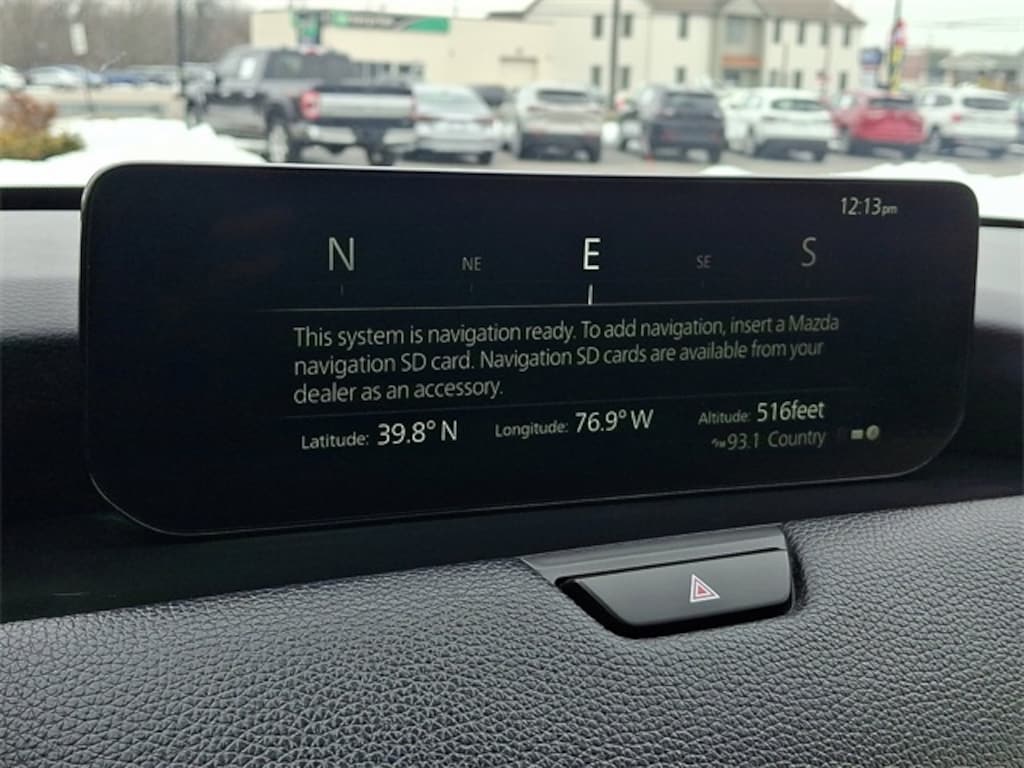 12:13pm
N NE E SE S
This system is navigation ready. To add navigation, insert a Mazda
navigation SD card. Navigation SD cards are available from your
dealer as an accessory.
Latitude: 39.8° N Longitude: 76.9° W Altitude: 516feet
FM 93.1 Country